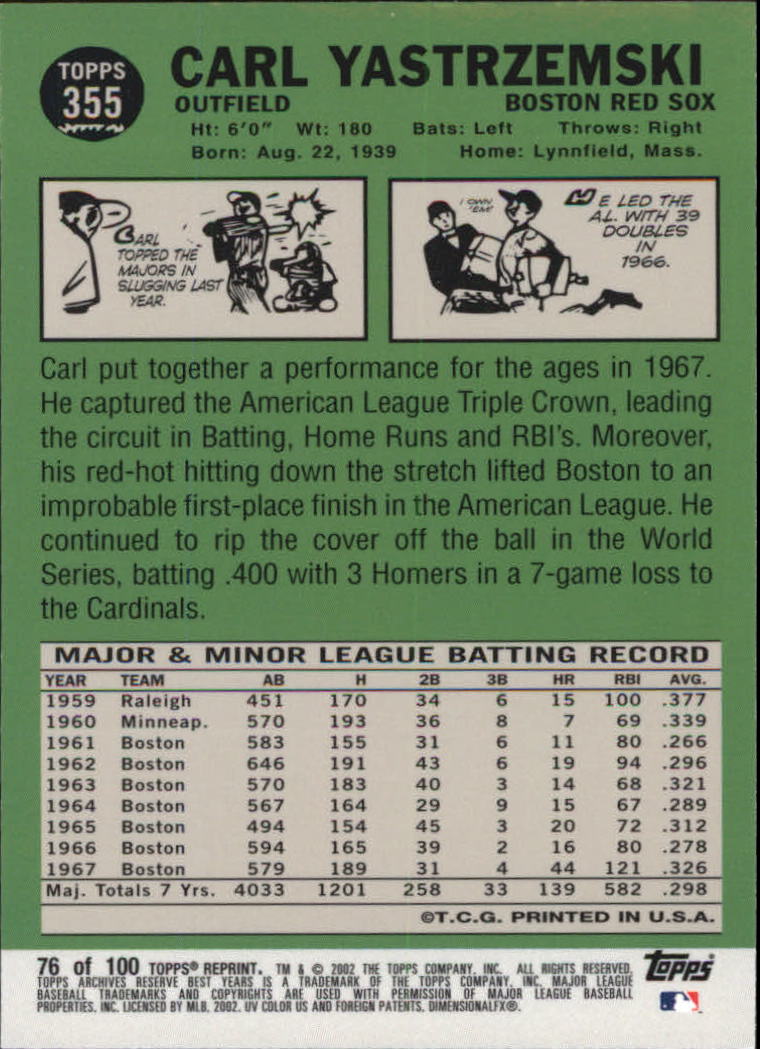 TOPPS
355
CARL YASTRZEMSKI
OUTFIELD BOSTON RED SOX
Ht: 6'0" Wt: 180 Bats: Left Throws: Right
Born: Aug. 22, 1939 Home: Lynnfield, Mass.
CARL
TOPPED THE
MAJORS IN
SLUGGING LAST
YEAR.
I OWN
'EM!
HE LED THE
AL. WITH 39
DOUBLES
IN
1966.
Carl put together a performance for the ages in 1967.
He captured the American League Triple Crown, leading
the circuit in Batting, Home Runs and RBI's. Moreover,
his red-hot hitting down the stretch lifted Boston to an
improbable first-place finish in the American League. He
continued to rip the cover off the ball in the World
Series, batting .400 with 3 Homers in a 7-game loss to
the Cardinals.
MAJOR & MINOR LEAGUE BATTING RECORD
YEAR TEAM AB H 2B 3B HR RBI AVG.
1959 Raleigh 451 170 34 6 15 100 .377
1960 Minneap. 570 193 36 8 7 69 .339
1961 Boston 583 155 31 6 11 80 .266
1962 Boston 646 191 43 6 19 94 .296
1963 Boston 570 183 40 3 14 68 .321
1964 Boston 567 164 29 9 15 67 .289
1965 Boston 494 154 45 3 20 72 .312
1966 Boston 594 165 39 2 16 80 .278
1967 Boston 579 189 31 4 44 121 .326
Maj. Totals 7 Yrs. 4033 1201 258 33 139 582 .298
©T.C.G. PRINTED IN U.S.A.
76 of 100 TOPPS® REPRINT. TM & © 2002 THE TOPPS COMPANY, INC. ALL RIGHTS RESERVED.
TOPPS ARCHIVES RESERVE BEST YEARS IS A TRADEMARK OF THE TOPPS COMPANY, INC. MAJOR LEAGUE
BASEBALL TRADEMARKS AND COPYRIGHTS ARE USED WITH PERMISSION OF MAJOR LEAGUE BASEBALL
PROPERTIES, INC. LICENSED BY MLB, 2002. UV COLOR US AND FOREIGN PATENTS. DIMENSIONALFX®.
topps